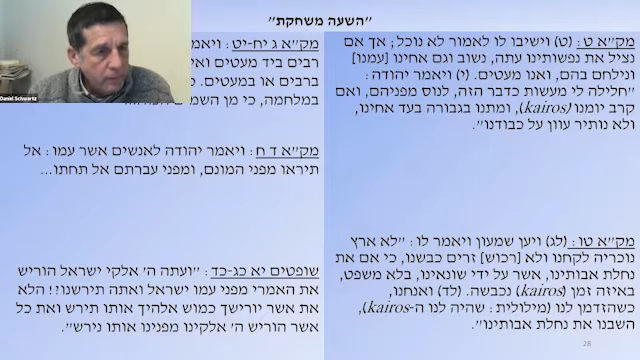 "השעה משחקת"
מק"א ט : (ט) וישיבו לו לאמור לא נוכל; אך אם
נציל את נפשותינו עתה, נשוב וגם אחינו [עמנו]
ונילחם בהם, ואנו מעטים. (י) ויאמר יהודה:
"חלילה לי מעשות כדבר הזה, לנוס מפניהם, ואם
קרב יומנו (kairos), ומתנו בגבורה בעד אחינו,
ולא נותיר עוון על כבודנו".
מק"א טו : (לג) ויען שמעון ויאמר לו : "לא ארץ
נוכריה לקחנו ולא [רכוש] זרים כבשנו, כי אם את
נחלת אבותינו, אשר על ידי שונאינו, בלא משפט,
באיזה זמן (kairos) נכבשה. (לד) ואנחנו,
כשהזדמן לנו (מילולית : שהיה לנו ה-kairos),
השבנו את נחלת אבותינו".
מק"א ג יח-יט : ויאמר
רבים ביד מעטים ואין
ברבים או במעטים.
במלחמה, כי מן השמים
מק"א ד ח : ויאמר יהודה לאנשים אשר עמו : אל
תיראו מפני המונם, ומפני עברתם אל תחתו...
שופטים יא כג-כד : "ועתה ה' אלקי ישראל הוריש
את האמרי מפני עמו ישראל ואתה תירשנו!? הלא
את אשר יורישך כמוש אלהיך אותו תירש ואת כל
אשר הוריש ה' אלקינו מפנינו אותו נירש".
Daniel Schwartz
28